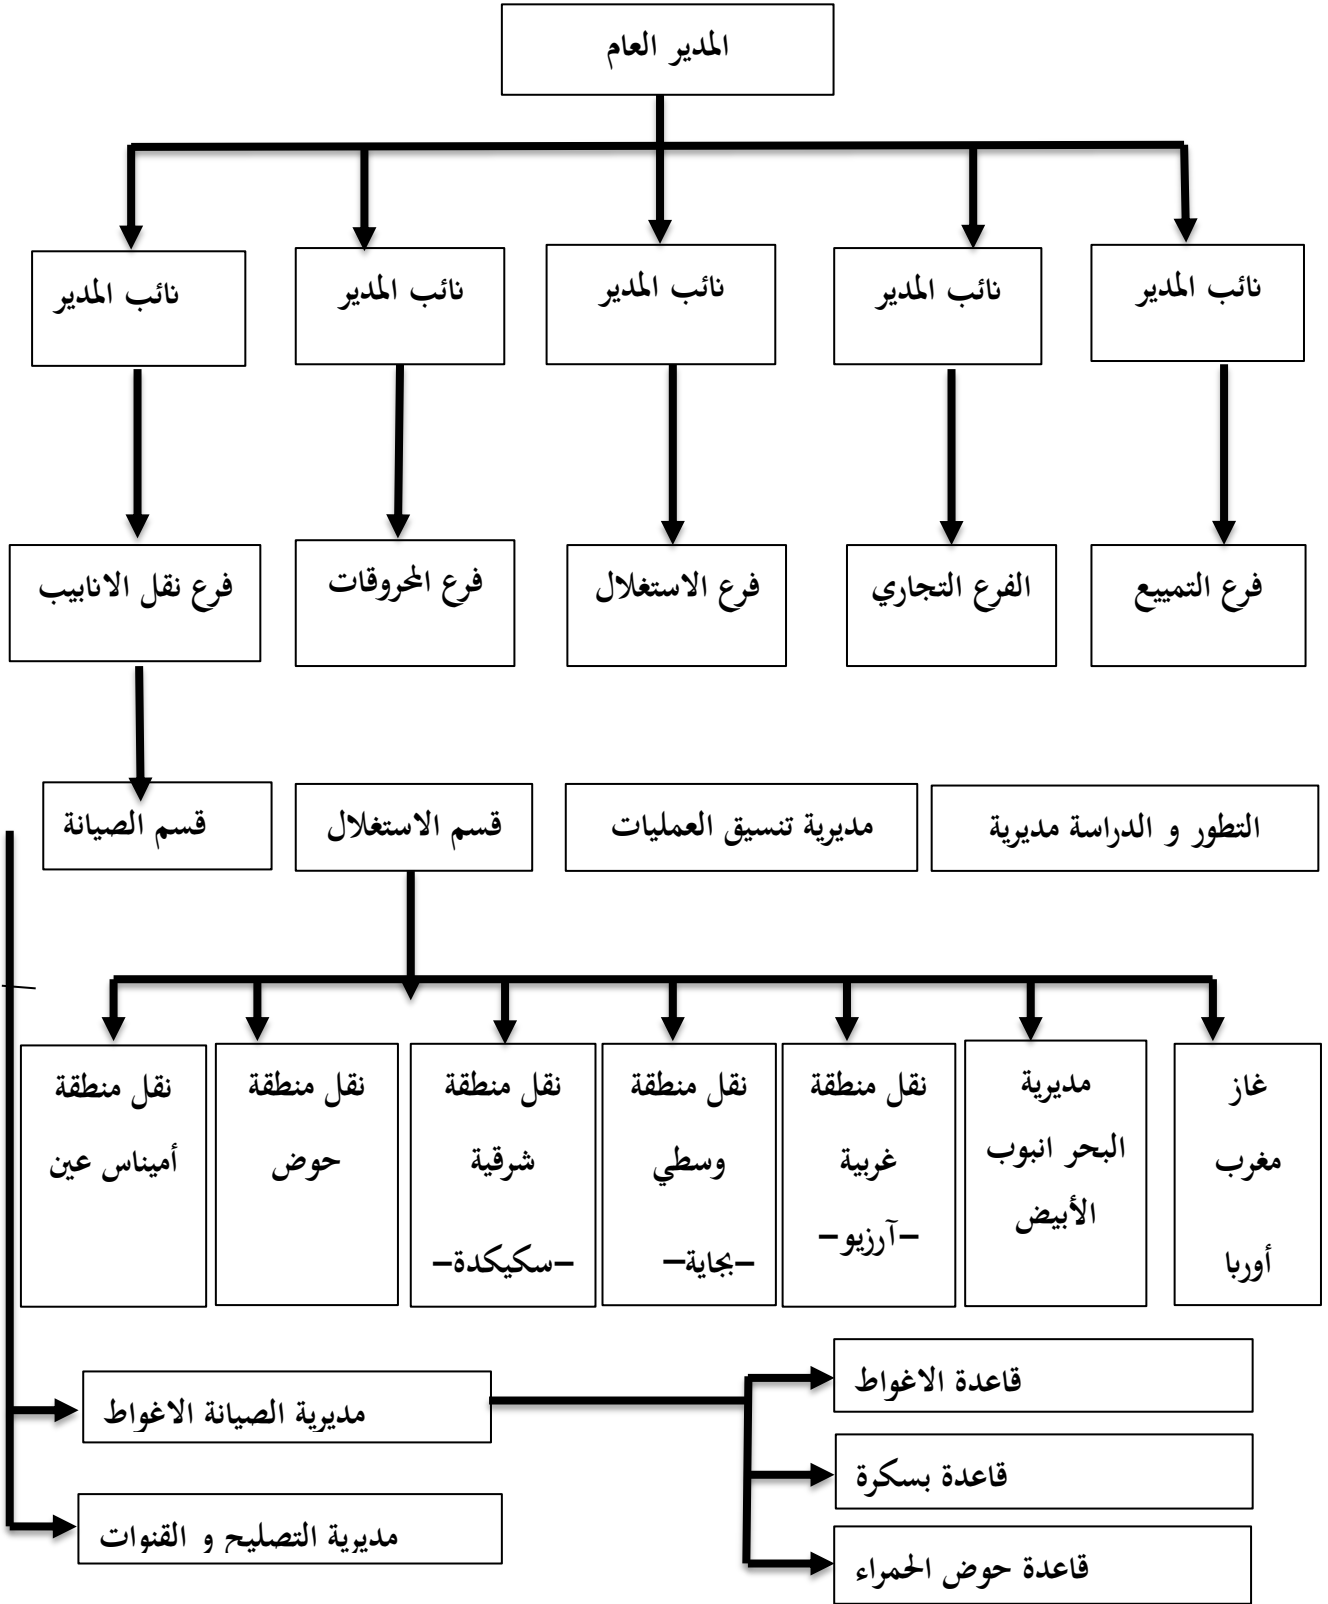 المدير العام
نائب المدير
نائب المدير
نائب المدير
نائب المدير
نائب المدير
فرع التمييع
الفرع التجاري
فرع الاستغلال
فرع المحروقات
فرع نقل الانابيب
التطور و الدراسة مديرية
مديرية تنسيق العمليات
قسم الاستغلال
قسم الصيانة
غاز
مغرب
أوربا
مديرية
البحر انبوب
الأبيض
نقل منطقة
غربية
–آرزيو–
نقل منطقة
وسطي
–بجاية–
نقل منطقة
شرقية
–سكيكدة–
نقل منطقة
حوض
نقل منطقة
أميناس عين
قاعدة الاغواط
مديرية الصيانة الاغواط
قاعدة بسكرة
مديرية التصليح و القنوات
قاعدة حوض الحمراء